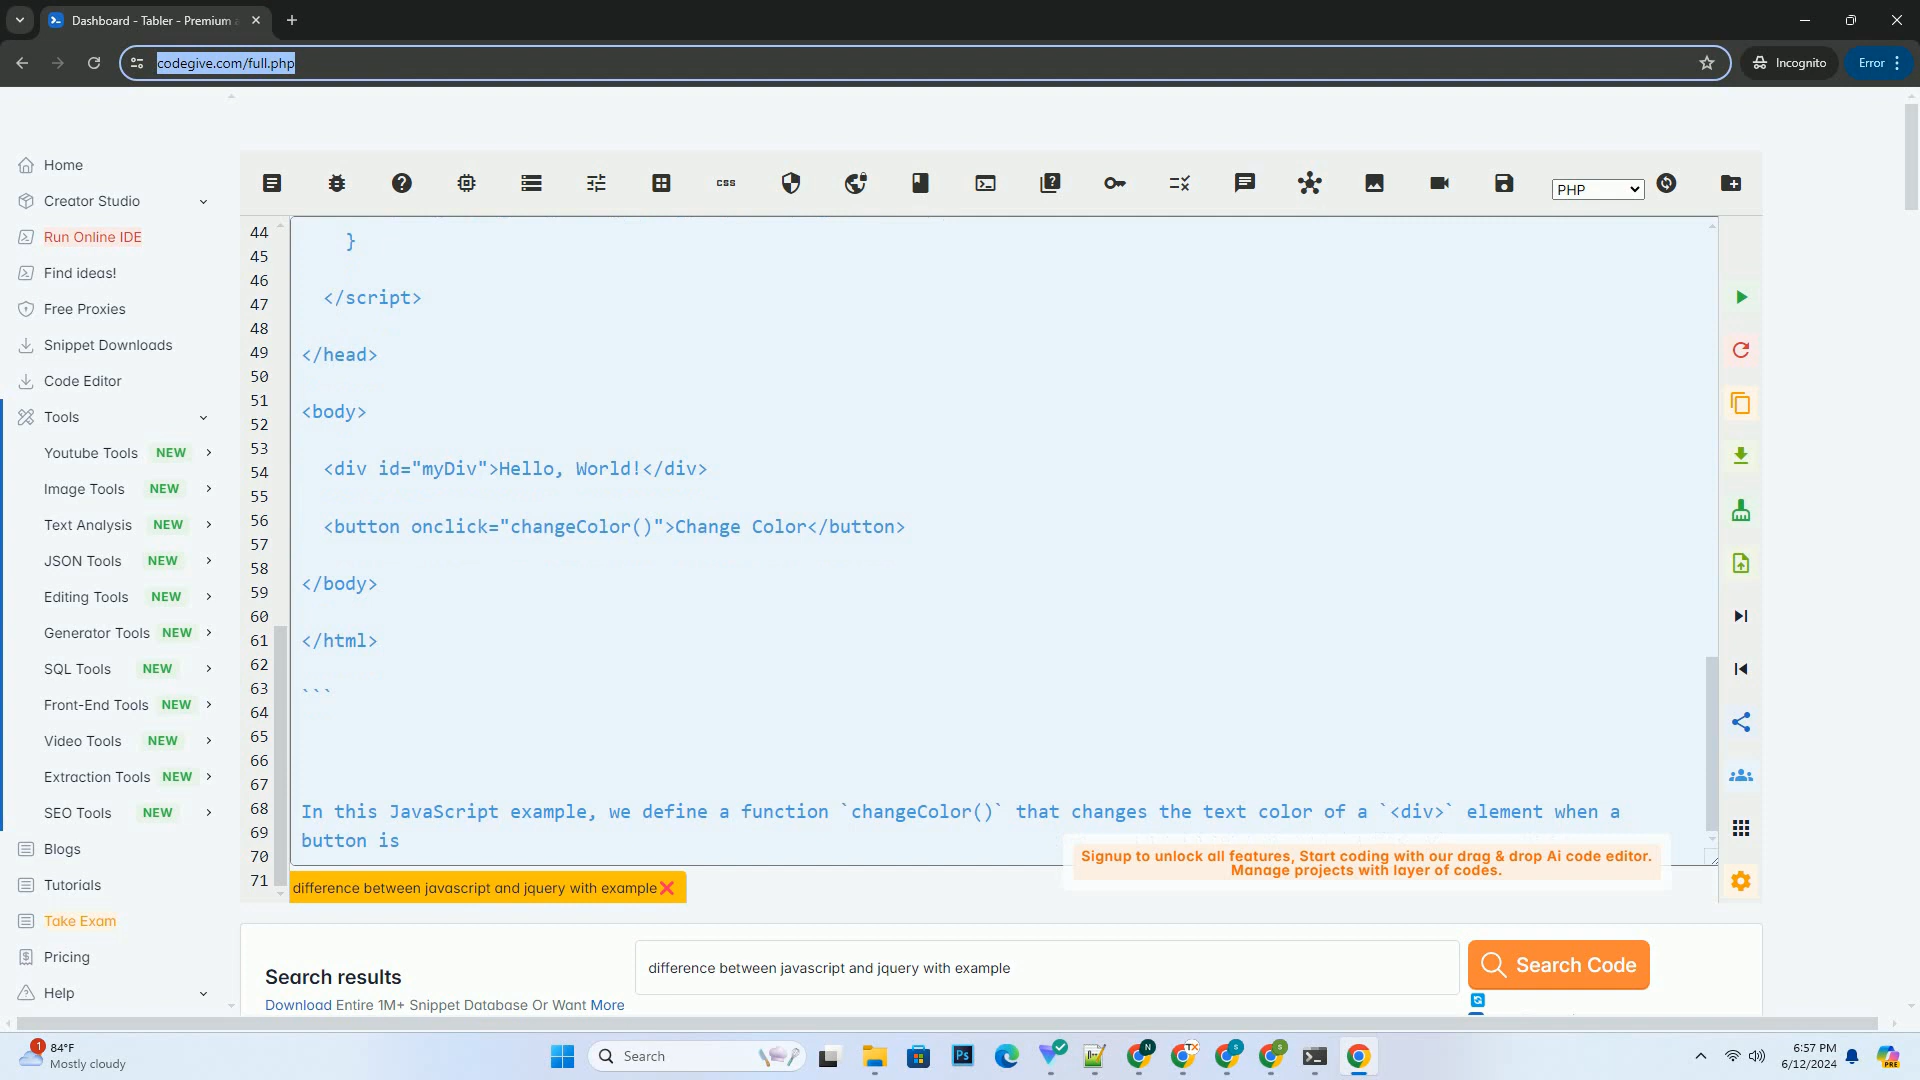 Dashboard - Tabler - Premium
codegive.com/full.php
Incognito
Error
Home
Creator Studio
Run Online IDE
Find ideas!
Free Proxies
Snippet Downloads
Code Editor
Tools
Youtube Tools NEW
Image Tools NEW
Text Analysis NEW
JSON Tools NEW
Editing Tools NEW
Generator Tools NEW
SQL Tools NEW
Front-End Tools NEW
Video Tools NEW
Extraction Tools NEW
SEO Tools NEW
Blogs
Tutorials
Take Exam
Pricing
Help
css
PHP
44
45
46
47
48
49
50
51
52
53
54
55
56
57
58
59
60
61
62
63
64
65
66
67
68
69
70
71
}
</script>
</head>
<body>
<div id="myDiv">Hello, World!</div>
<button onclick="changeColor()">Change Color</button>
</body>
</html>
```
In this JavaScript example, we define a function `changeColor()` that changes the text color of a `<div>` element when a
button is
Signup to unlock all features, Start coding with our drag & drop Ai code editor.
Manage projects with layer of codes.
difference between javascript and jquery with example
Search results
Download Entire 1M+ Snippet Database Or Want More
difference between javascript and jquery with example
Search Code
1
84°F
Mostly cloudy
Search
Ps
N
TX
S
S
6:57 PM
6/12/2024
PRE